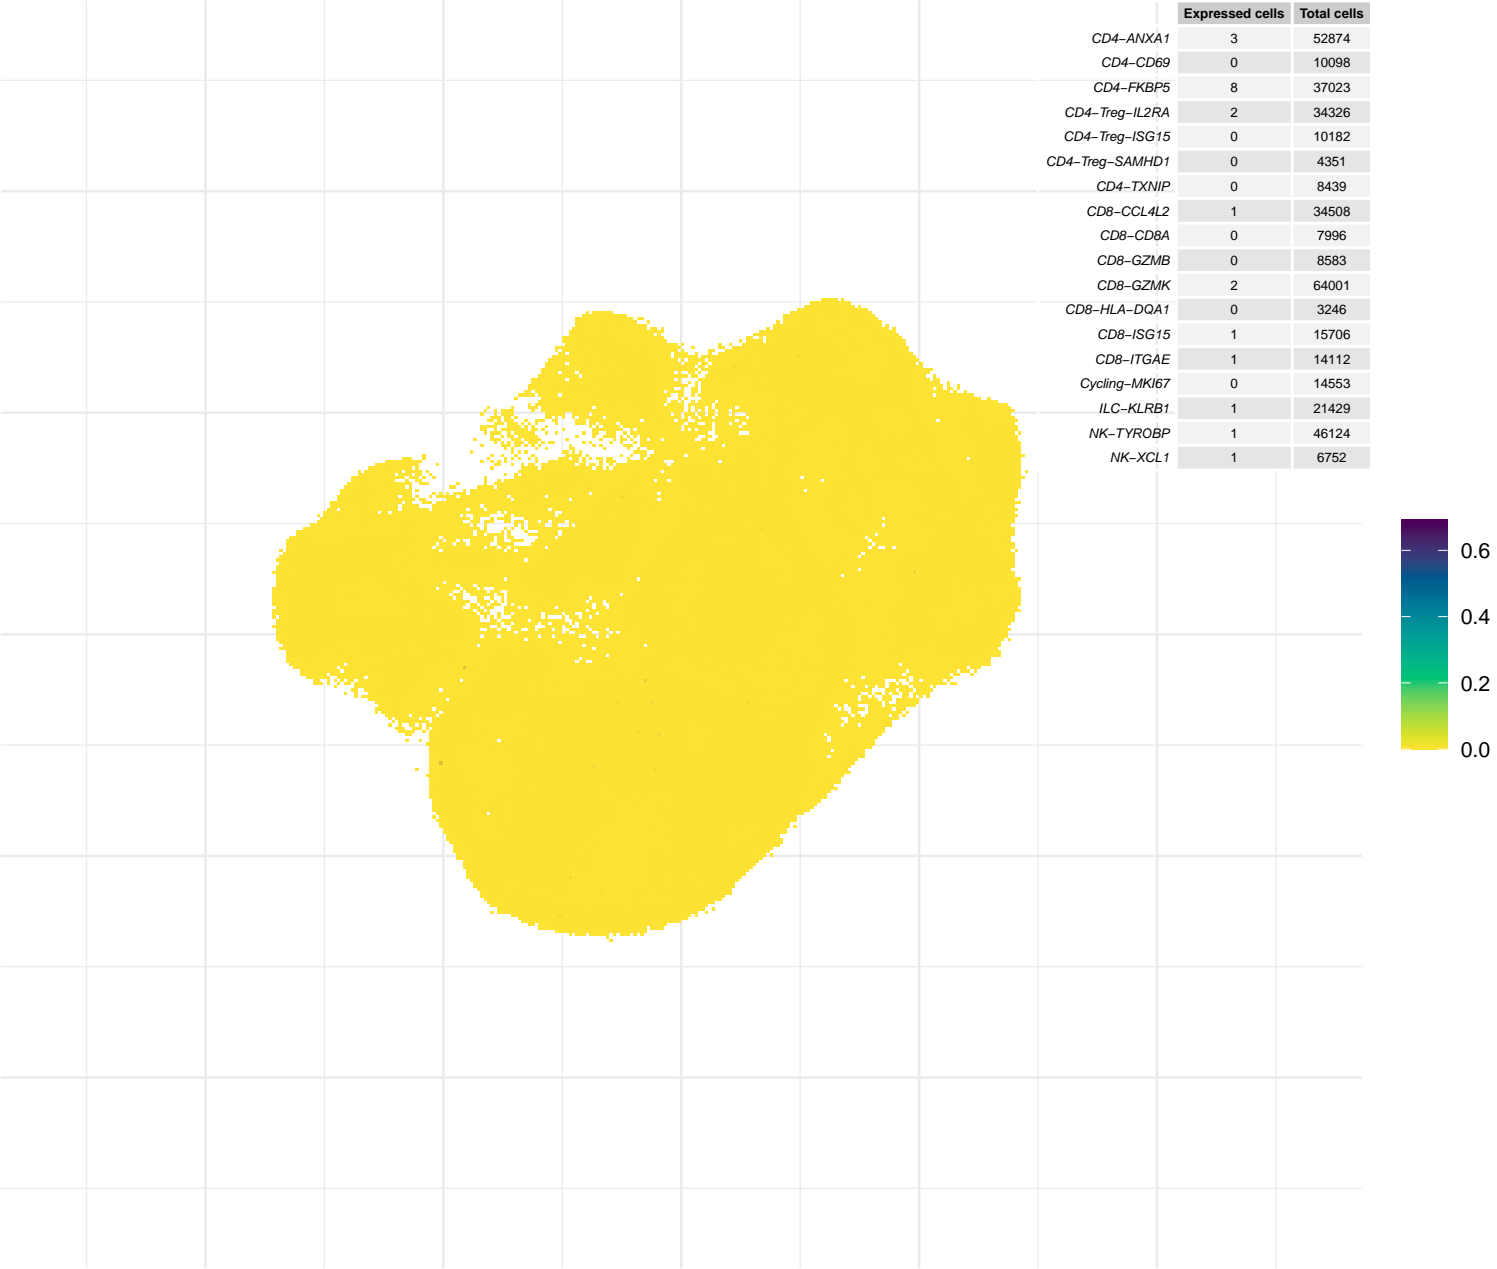 Expressed cells Total cells
CD4−ANXA1 3 52874
CD4−CD69 0 10098
CD4−FKBP5 8 37023
CD4−Treg−IL2RA 2 34326
CD4−Treg−ISG15 0 10182
CD4−Treg−SAMHD1 0 4351
CD4−TXNIP 0 8439
CD8−CCL4L2 1 34508
CD8−CD8A 0 7996
CD8−GZMB 0 8583
CD8−GZMK 2 64001
CD8−HLA−DQA1 0 3246
CD8−ISG15 1 15706
CD8−ITGAE 1 14112
Cycling−MKI67 0 14553
ILC−KLRB1 1 21429
NK−TYROBP 1 46124
NK−XCL1 1 6752
0.6
0.4
0.2
0.0